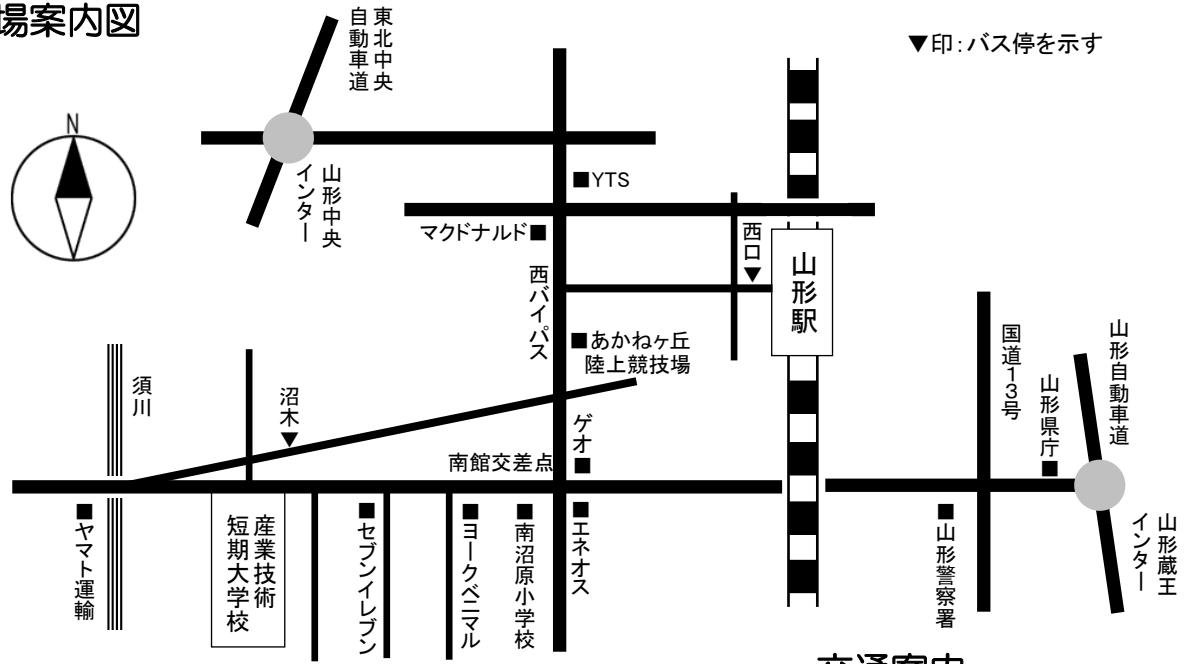 場案内図
東北中央
自動車道
▼印：バス停を示す
N
山形中央
インター
■YTS
マクドナルド■
西口▼
山形駅
西バイパス
■あかねヶ丘
陸上競技場
国道13号
山形自動車道
山形県庁■
須川
沼木▼
ゲオ■
南館交差点
■ヤマト運輸
産業技術
短期大学校
■セブンイレブン
■ヨークベニマル
■南沼原小学校
■エネオス
■山形警察署
山形蔵王
インター